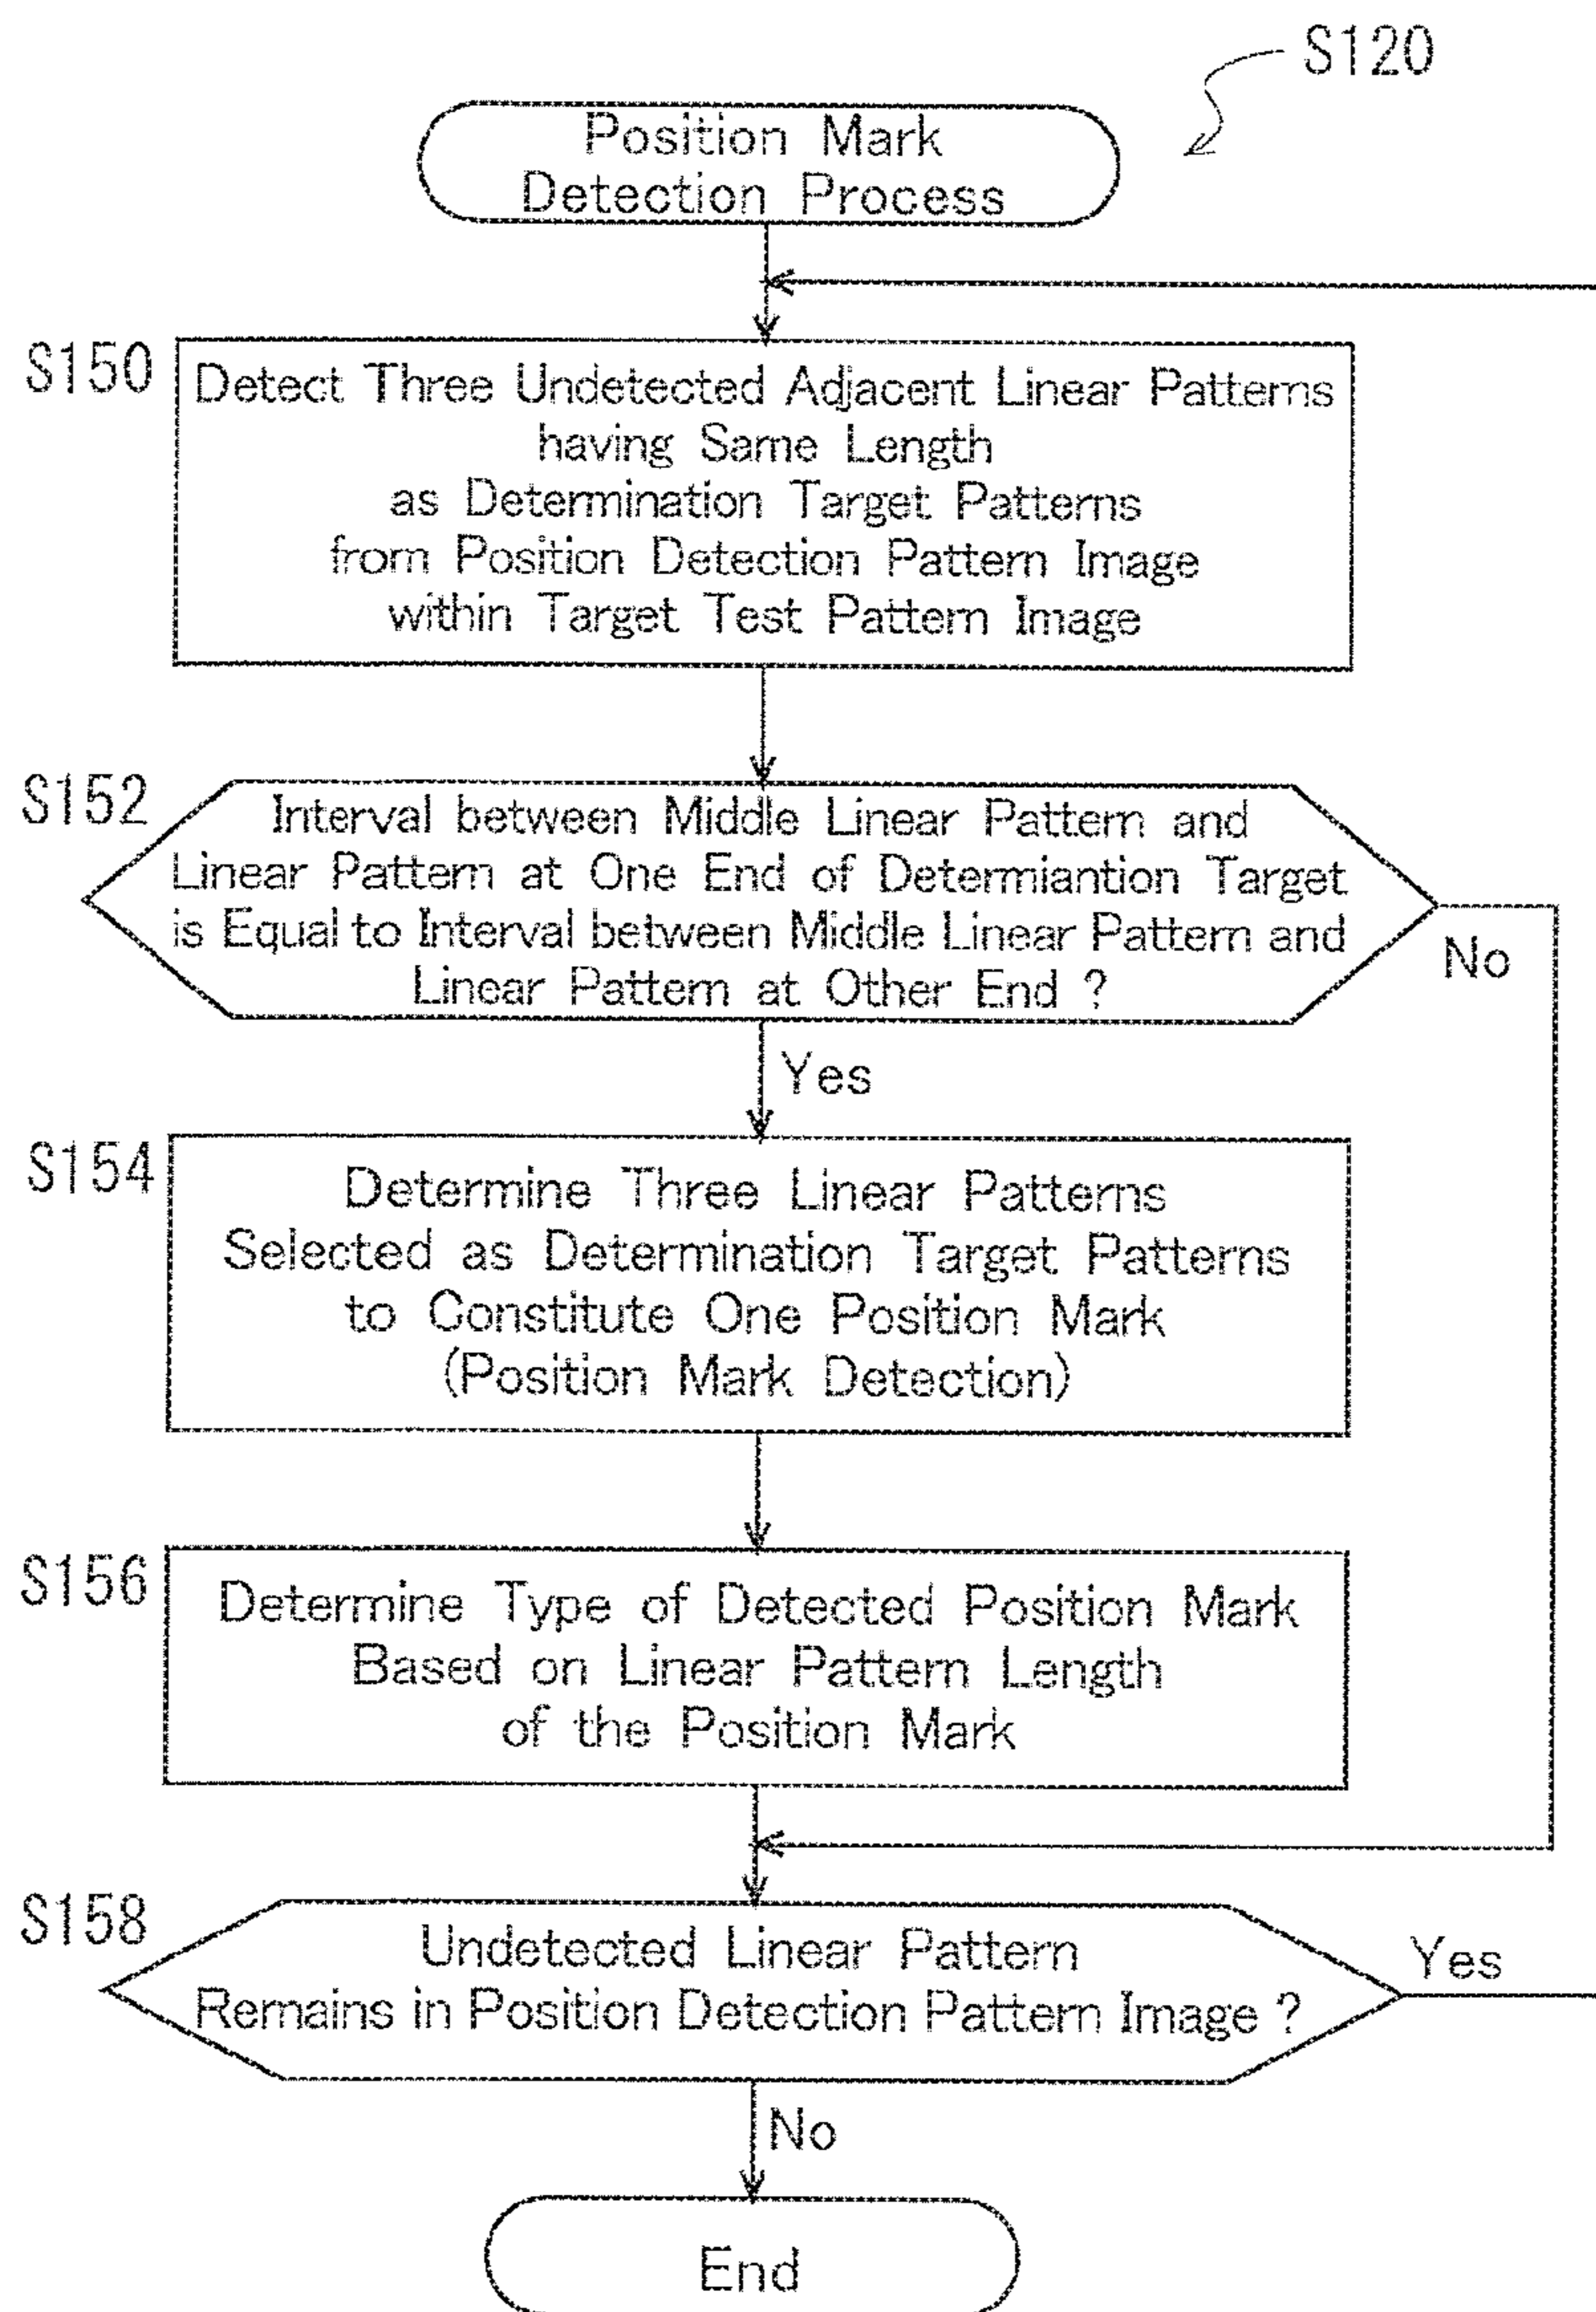 S120
Position Mark
Detection Process
S150
Detect Three Undetected Adjacent Linear Patterns
having Same Length
as Determination Target Patterns
from Position Detection Pattern Image
within Target Test Pattern Image
S152
Interval between Middle Linear Pattern and
Linear Pattern at One End of Determiantion Target
is Equal to Interval between Middle Linear Pattern and
Linear Pattern at Other End ?
No
Yes
S154
Determine Three Linear Patterns
Selected as Determination Target Patterns
to Constitute One Position Mark
(Position Mark Detection)
S156
Determine Type of Detected Position Mark
Based on Linear Pattern Length
of the Position Mark
S158
Undetected Linear Pattern
Remains in Position Detection Pattern Image ?
Yes
No
End